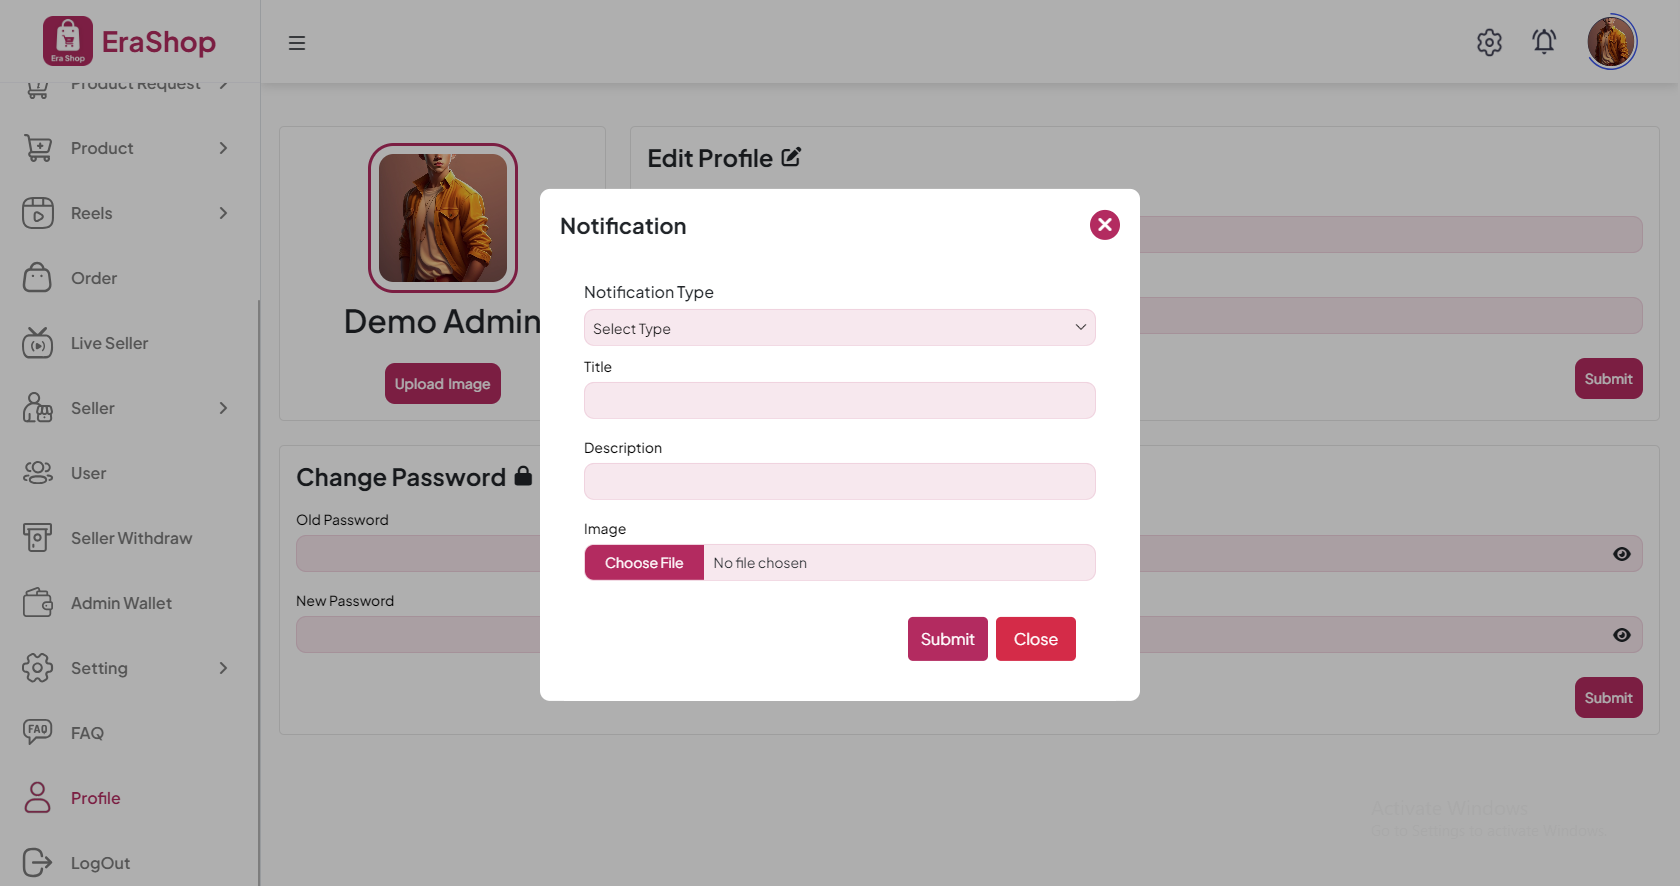 Era Shop
EraShop
Product Request
Product
Reels
Order
Live Seller
Seller
User
Seller Withdraw
Admin Wallet
Setting
FAQ
FAQ
Profile
LogOut
Demo Admin
Upload Image
Edit Profile
Submit
Change Password
Old Password
New Password
Submit
Notification
Notification Type
Select Type
Title
Description
Image
Choose File
No file chosen
Submit
Close
Activate Windows
Go to Settings to activate Windows.